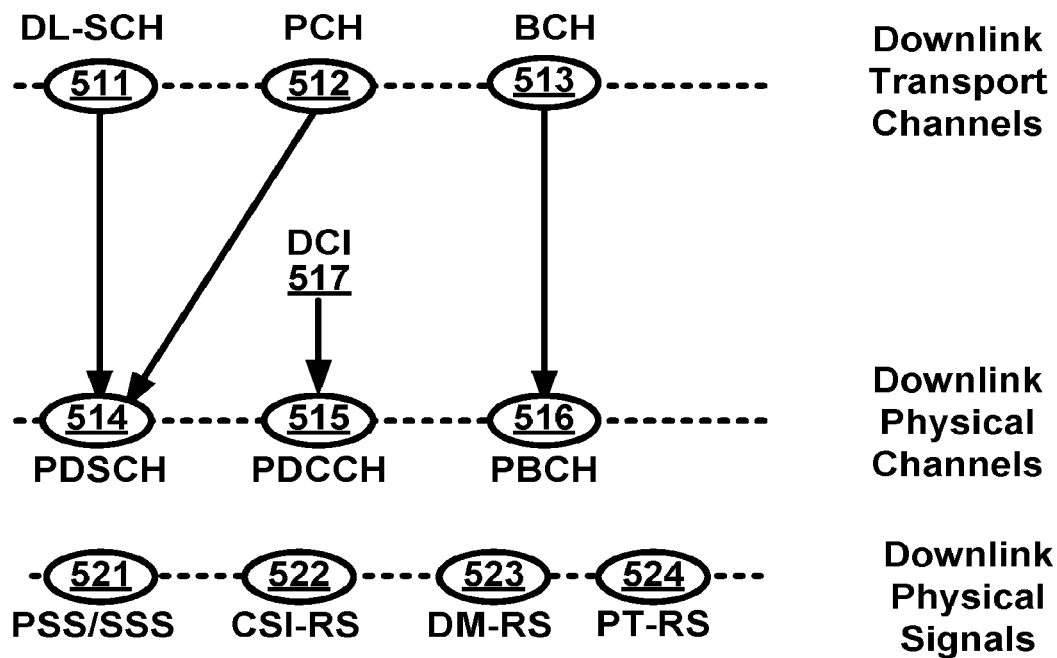 DL-SCH PCH BCH
511 512 513
Downlink
Transport
Channels
DCI
517
514 515 516
PDSCH PDCCH PBCH
Downlink
Physical
Channels
521 522 523 524
PSS/SSS CSI-RS DM-RS PT-RS
Downlink
Physical
Signals